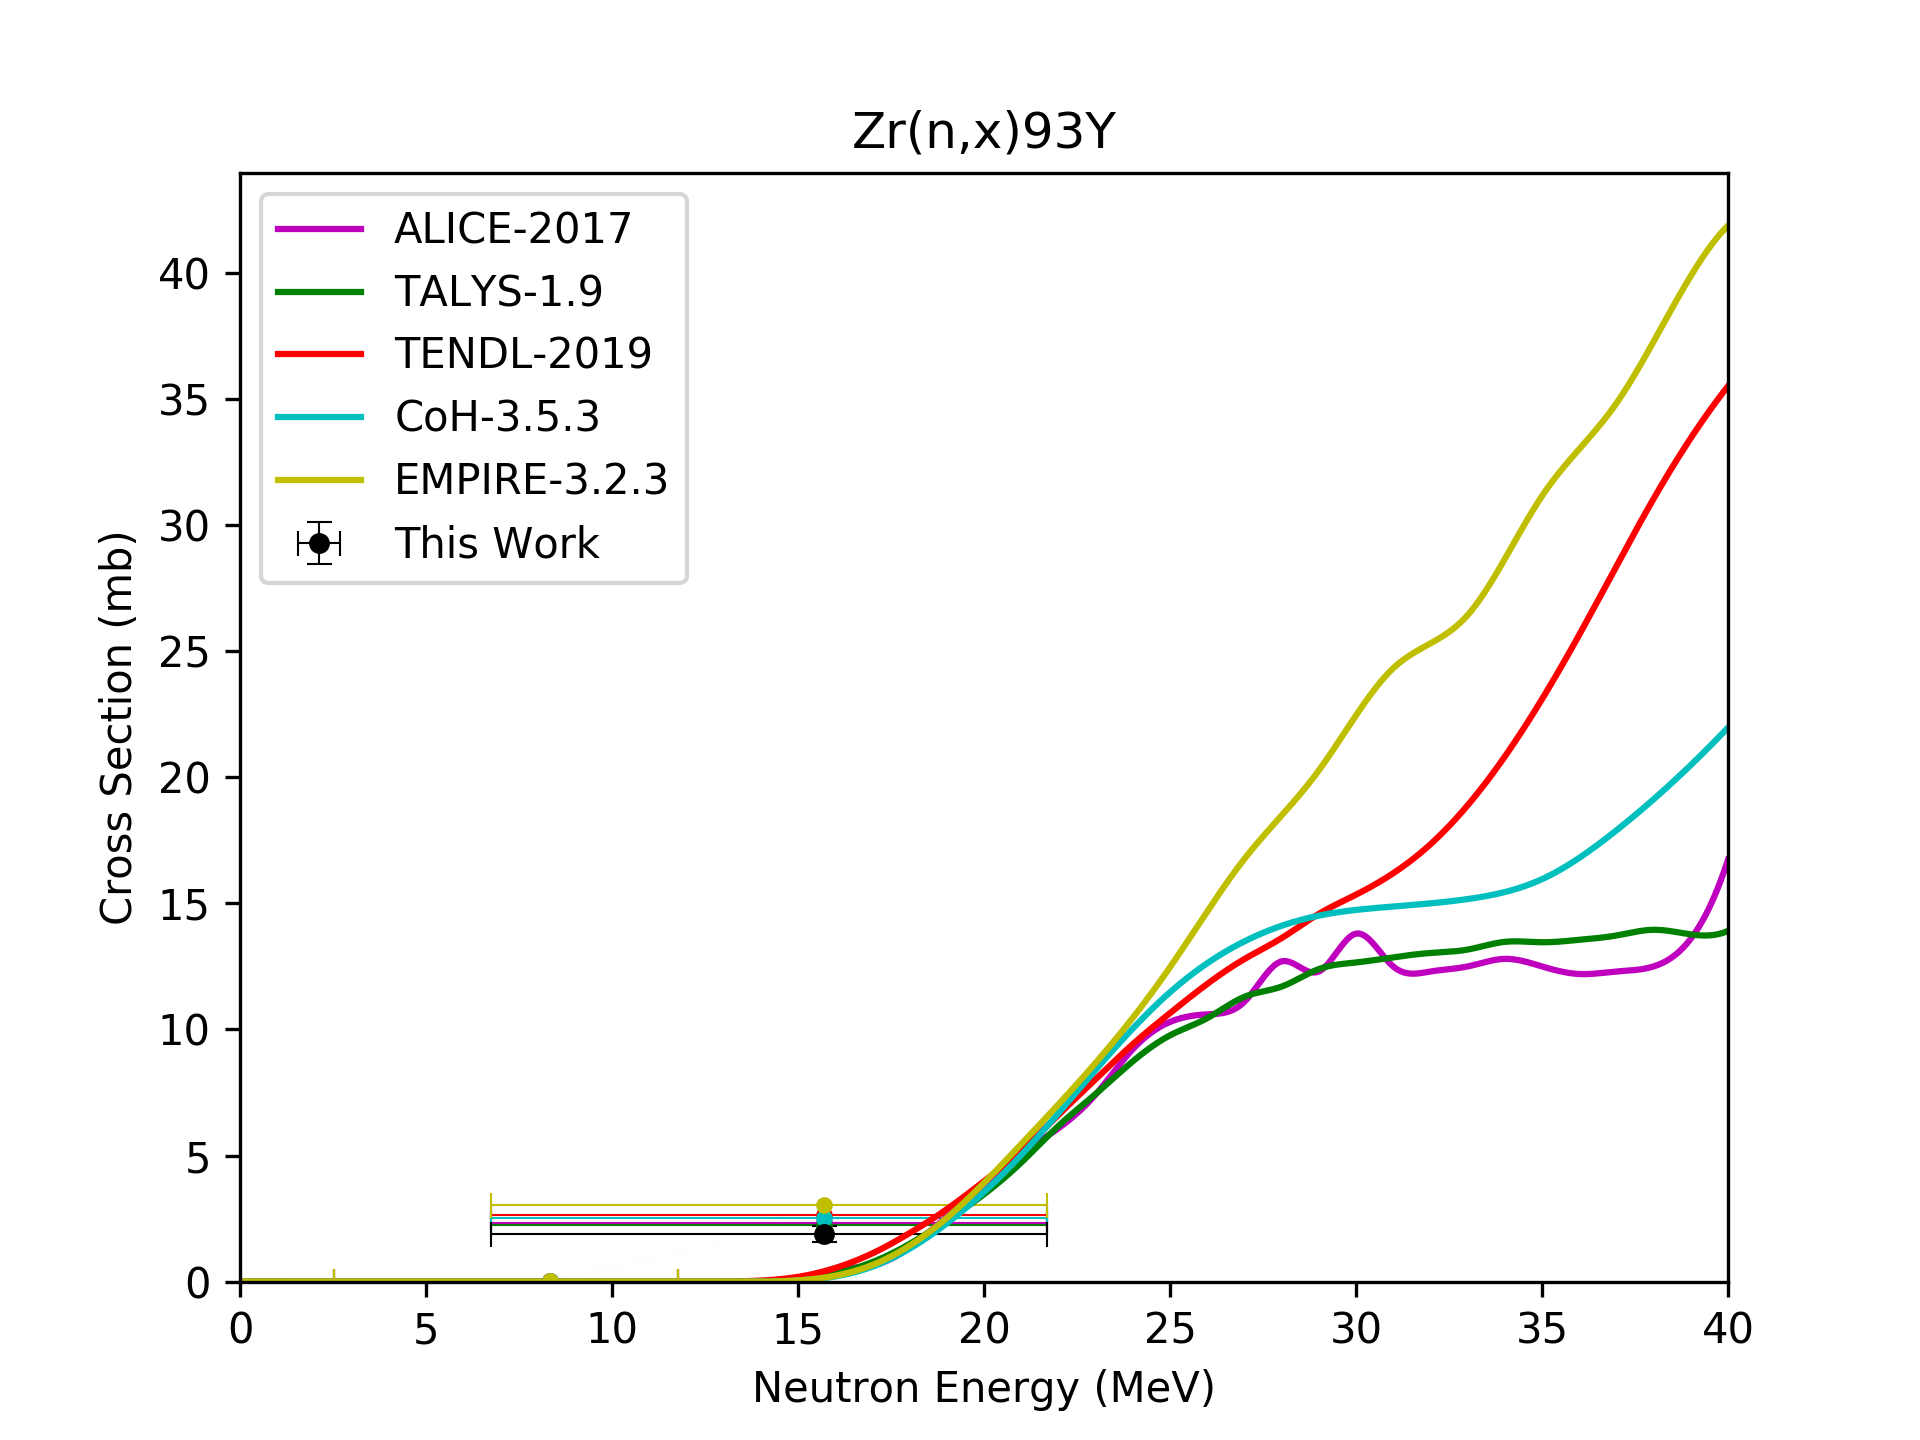 Zr(n,x)93Y
ALICE-2017
TALYS-1.9
TENDL-2019
CoH-3.5.3
EMPIRE-3.2.3
This Work
Cross Section (mb)
40
35
30
25
20
15
10
5
0
0 5 10 15 20 25 30 35 40
Neutron Energy (MeV)